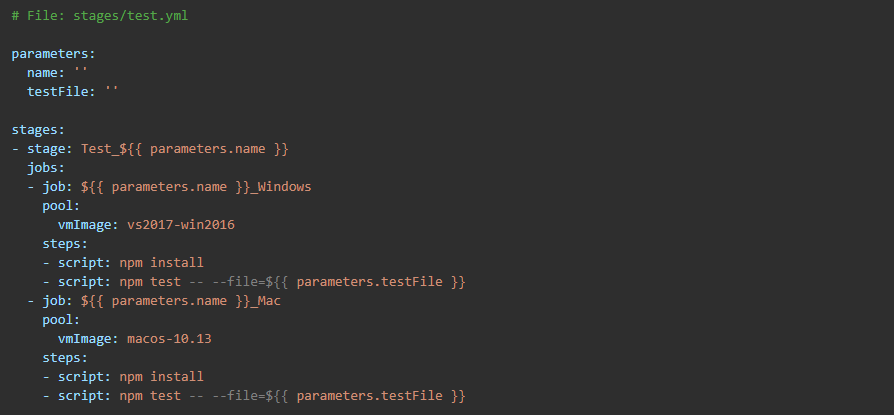 # File: stages/test.yml

parameters:
  name: ''
  testFile: ''

stages:
- stage: Test_${{ parameters.name }}
  jobs:
  - job: ${{ parameters.name }}_Windows
    pool:
      vmImage: vs2017-win2016
    steps:
    - script: npm install
    - script: npm test -- --file=${{ parameters.testFile }}
  - job: ${{ parameters.name }}_Mac
    pool:
      vmImage: macos-10.13
    steps:
    - script: npm install
    - script: npm test -- --file=${{ parameters.testFile }}